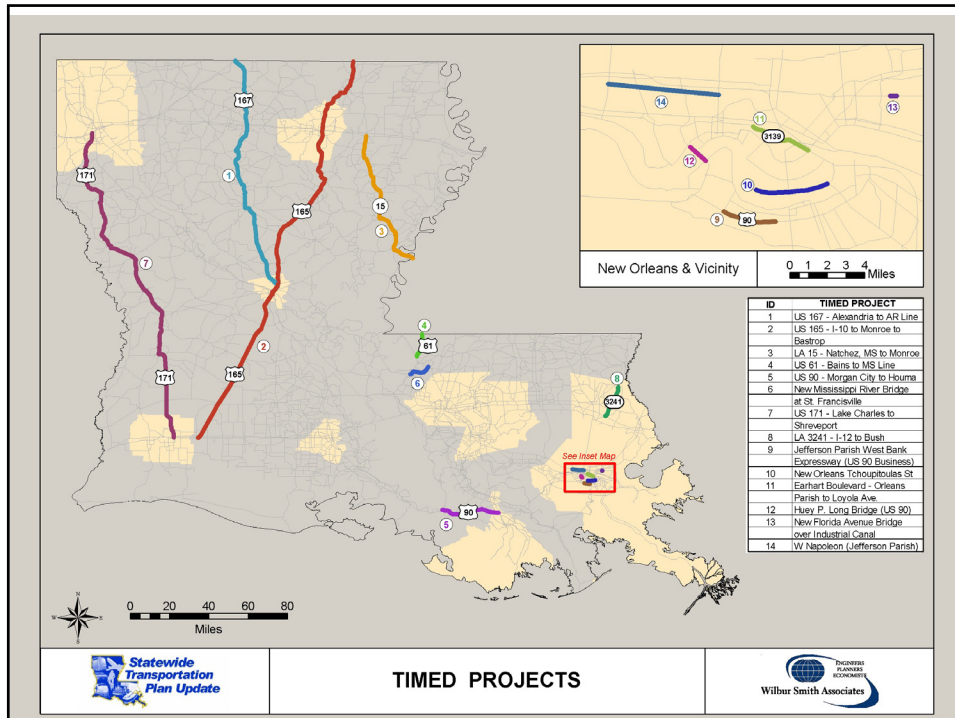 167
1
171
165
15
3
7
2
171
165
4
61
6
8
3241
See Inset Map
90
5
14
13
11
3139
12
10
9
90
New Orleans & Vicinity
0 1 2 3 4
Miles
ID TIMED PROJECT
1 US 167 - Alexandria to AR Line
2 US 165 - I-10 to Monroe to
Bastrop
3 LA 15 - Natchez, MS to Monroe
4 US 61 - Bains to MS Line
5 US 90 - Morgan City to Houma
6 New Mississippi River Bridge
at St. Francisville
7 US 171 - Lake Charles to
Shreveport
8 LA 3241 - I-12 to Bush
9 Jefferson Parish West Bank
Expressway (US 90 Business)
10 New Orleans Tchoupitoulas St
11 Earhart Boulevard - Orleans
Parish to Loyola Ave.
12 Huey P. Long Bridge (US 90)
13 New Florida Avenue Bridge
over Industrial Canal
14 W Napoleon (Jefferson Parish)
N
W E
S
0 20 40 60 80
Miles
Statewide
Transportation
Plan Update
TIMED PROJECTS
ENGINEERS
PLANNERS
ECONOMISTS
Wilbur Smith Associates